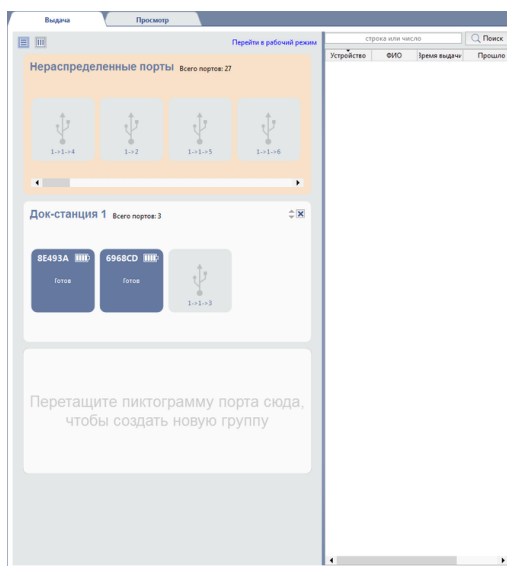 Выдача
Просмотр
Перейти в рабочий режим
Нераспределенные порты Всего портов: 27
1->1->4
1->2
1->1->5
1->1->6
Док-станция 1 Всего портов: 3
8E493A
6968CD
Готов
Готов
1->1->3
Перетащите пиктограмму порта сюда,
чтобы создать новую группу
строка или число
Поиск
Устройство ФИО Время выдачи Прошло